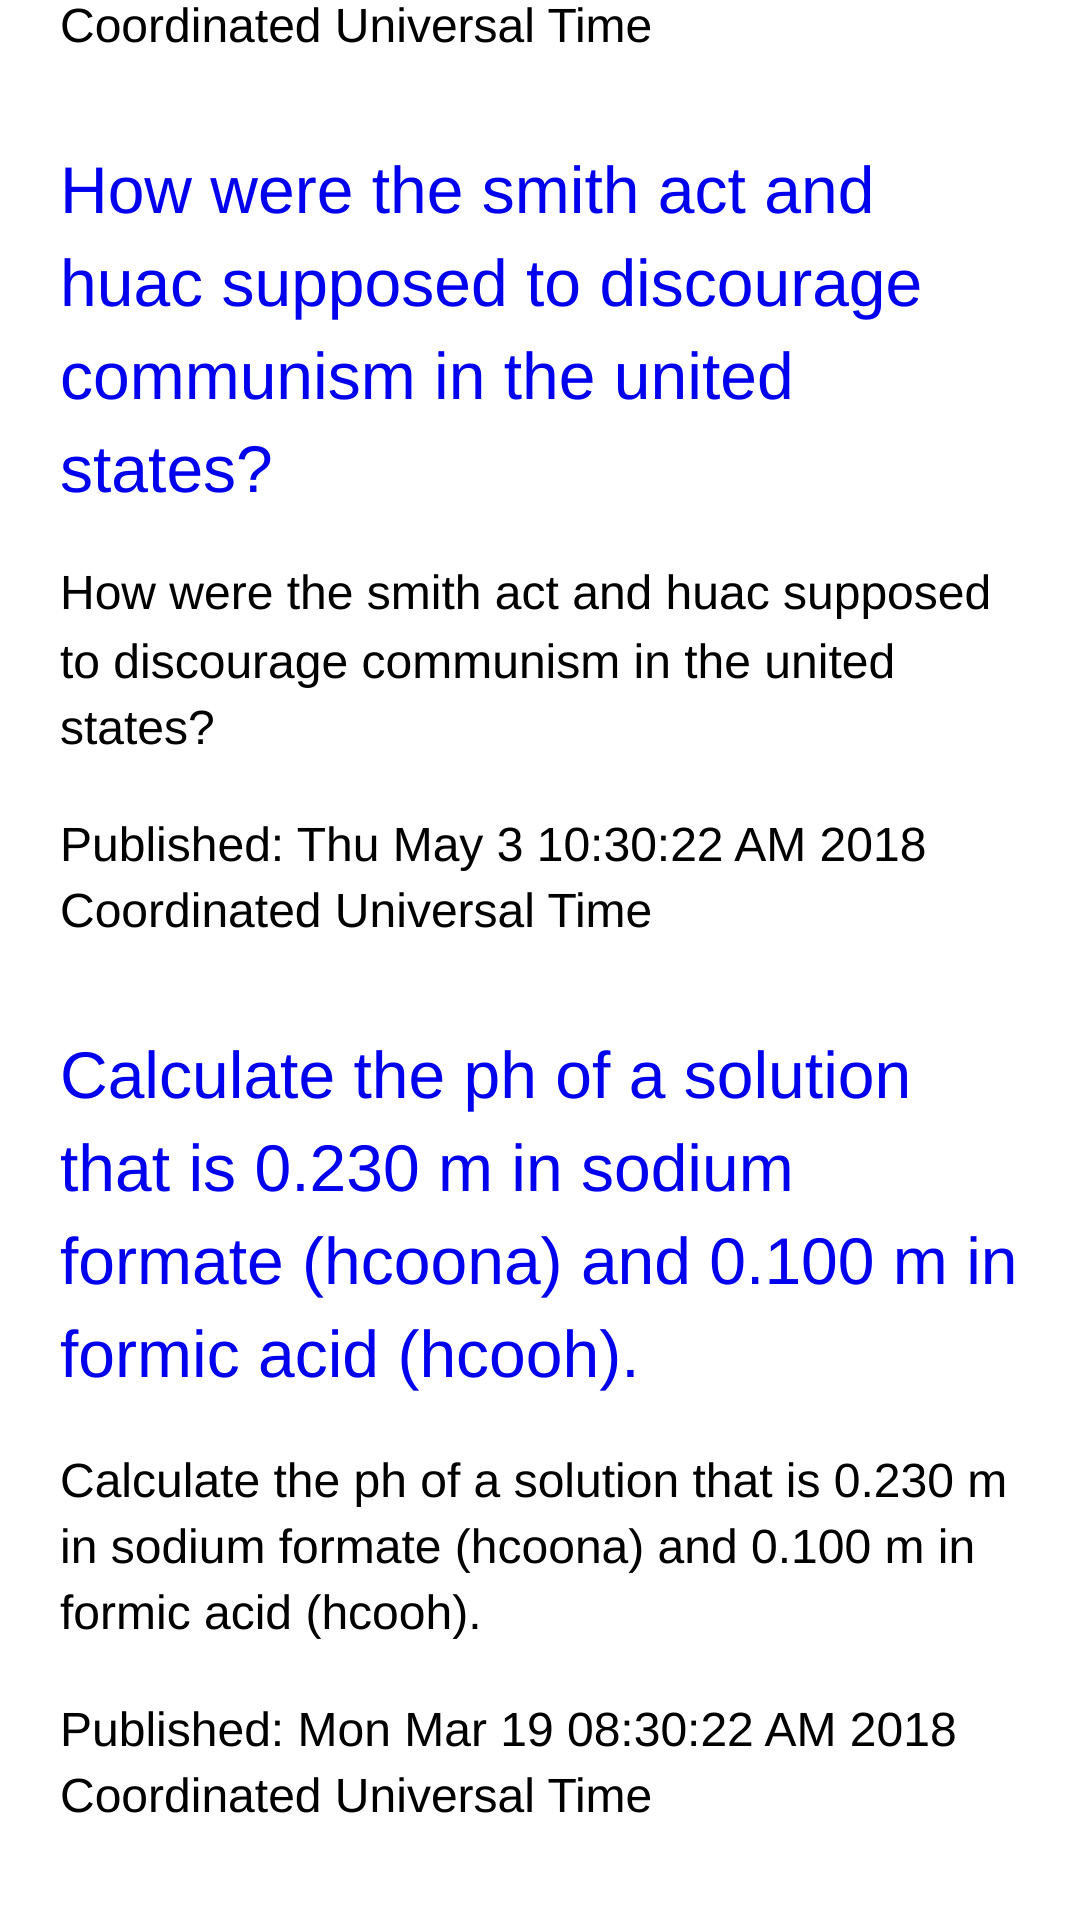 Coordinated Universal Time
How were the smith act and
huac supposed to discourage
communism in the united
states?
How were the smith act and huac supposed
to discourage communism in the united
states?
Published: Thu May 3 10:30:22 AM 2018
Coordinated Universal Time
Calculate the ph of a solution
that is 0.230 m in sodium
formate (hcoona) and 0.100 m in
formic acid (hcooh).
Calculate the ph of a solution that is 0.230 m
in sodium formate (hcoona) and 0.100 m in
formic acid (hcooh).
Published: Mon Mar 19 08:30:22 AM 2018
Coordinated Universal Time